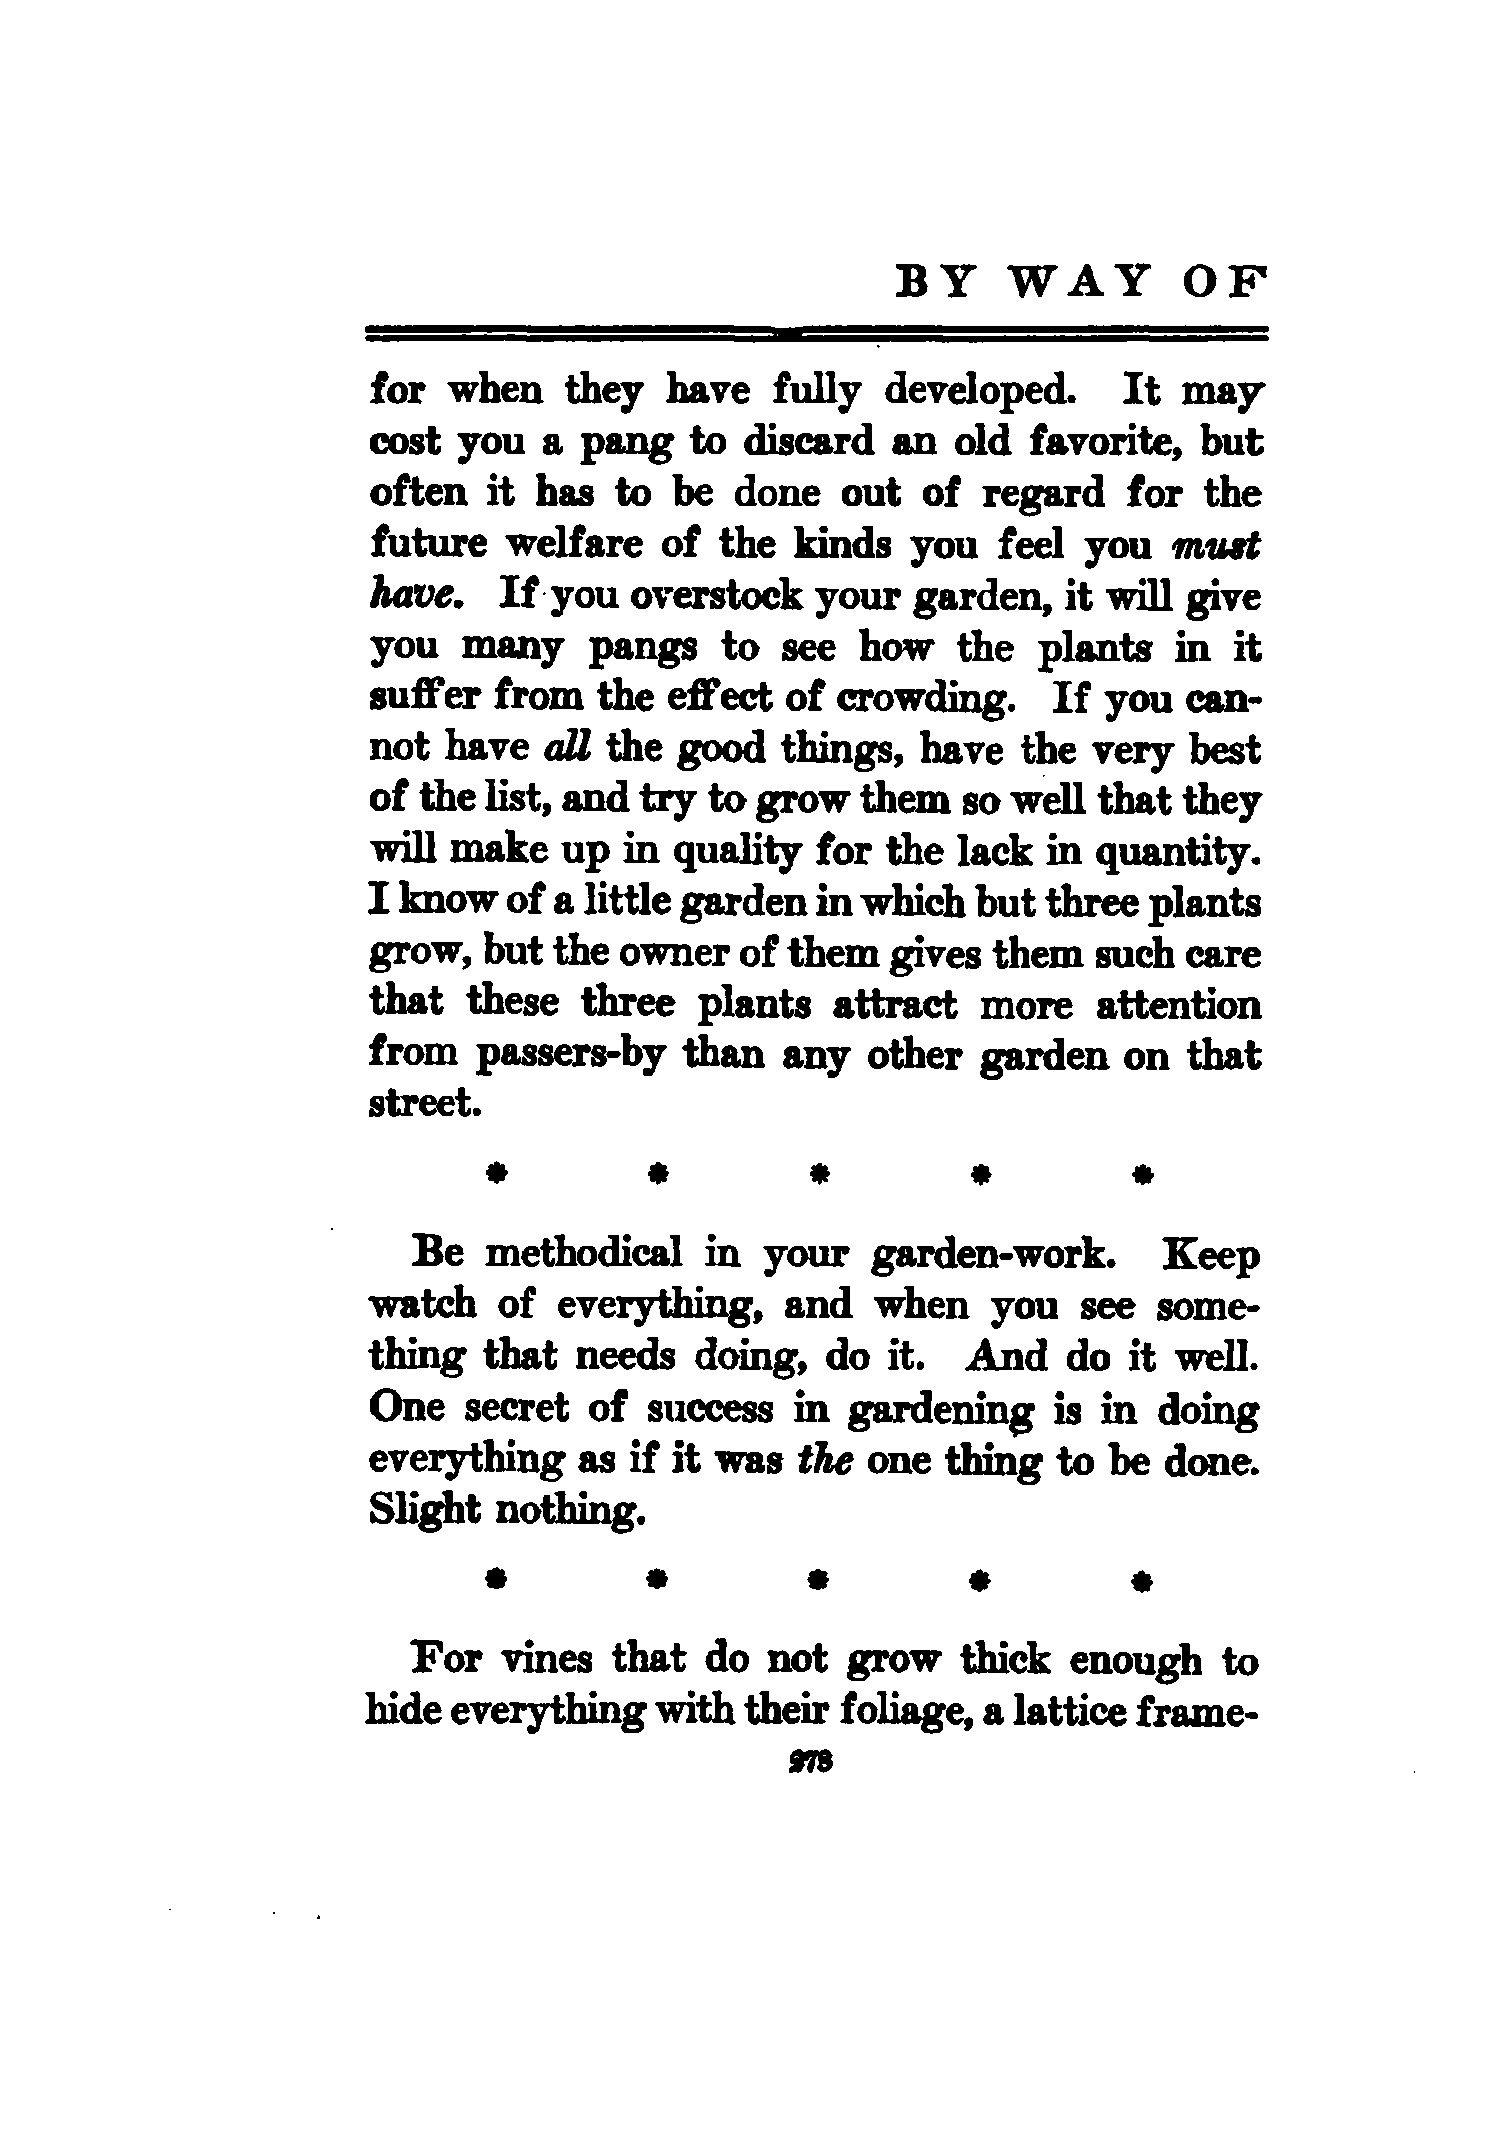 BY WAY OF
for when they have fully developed. It may
cost you a pang to discard an old favorite, but
often it has to be done out of regard for the
future welfare of the kinds you feel you must
have. If you overstock your garden, it will give
you many pangs to see how the plants in it
suffer from the effect of crowding. If you can-
not have all the good things, have the very best
of the list, and try to grow them so well that they
will make up in quality for the lack in quantity.
I know of a little garden in which but three plants
grow, but the owner of them gives them such care
that these three plants attract more attention
from passers-by than any other garden on that
street.
* * * * *
Be methodical in your garden-work. Keep
watch of everything, and when you see some-
thing that needs doing, do it. And do it well.
One secret of success in gardening is in doing
everything as if it was the one thing to be done.
Slight nothing.
* * * * *
For vines that do not grow thick enough to
hide everything with their foliage, a lattice frame-